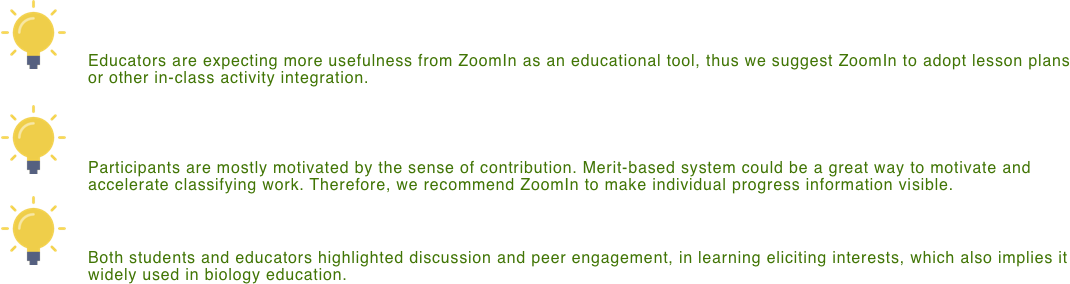 Educators are expecting more usefulness from ZoomIn as an educational tool, thus we suggest ZoomIn to adopt lesson plans
or other in-class activity integration.
Participants are mostly motivated by the sense of contribution. Merit-based system could be a great way to motivate and
accelerate classifying work. Therefore, we recommend ZoomIn to make individual progress information visible.
Both students and educators highlighted discussion and peer engagement, in learning eliciting interests, which also implies it
widely used in biology education.